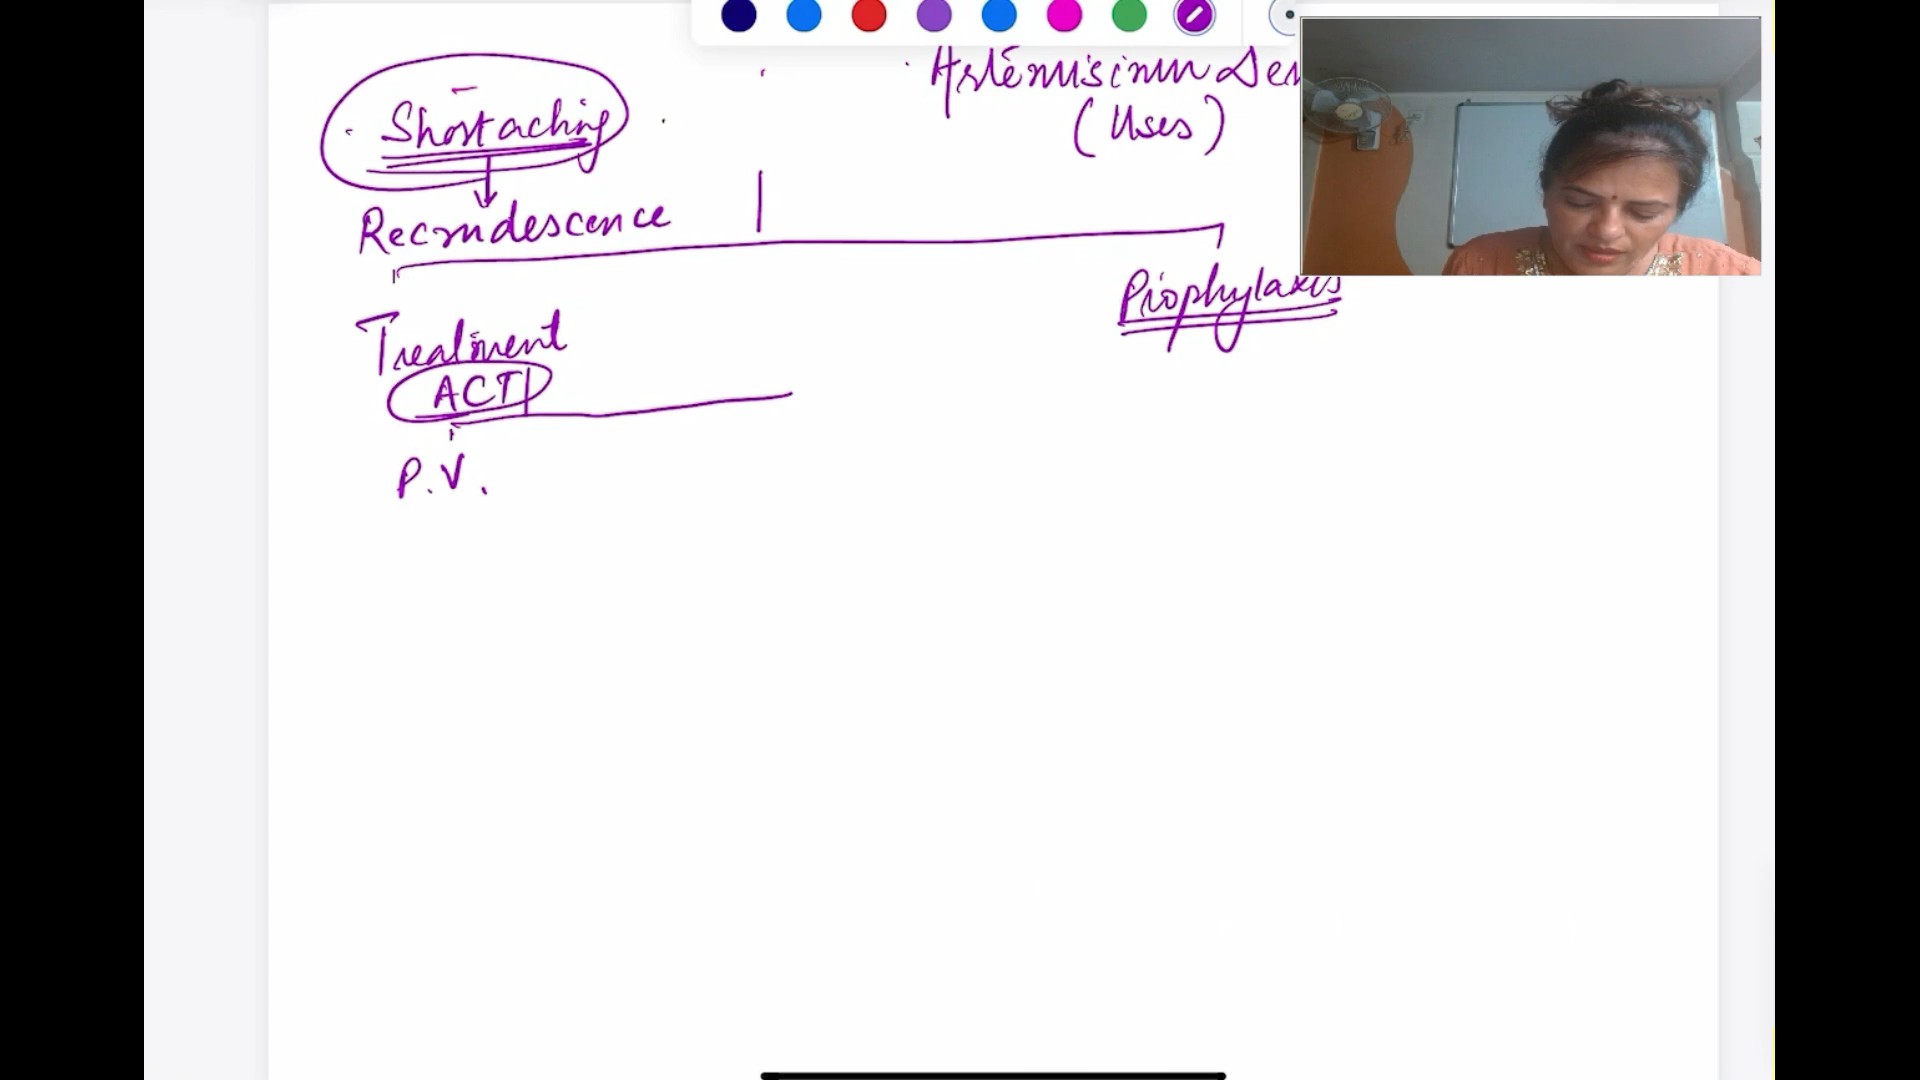 Artemisinin Der
(Uses)
Shortacting
Recrudescence
Prophylaxis
Treatment
ACT
P.V.